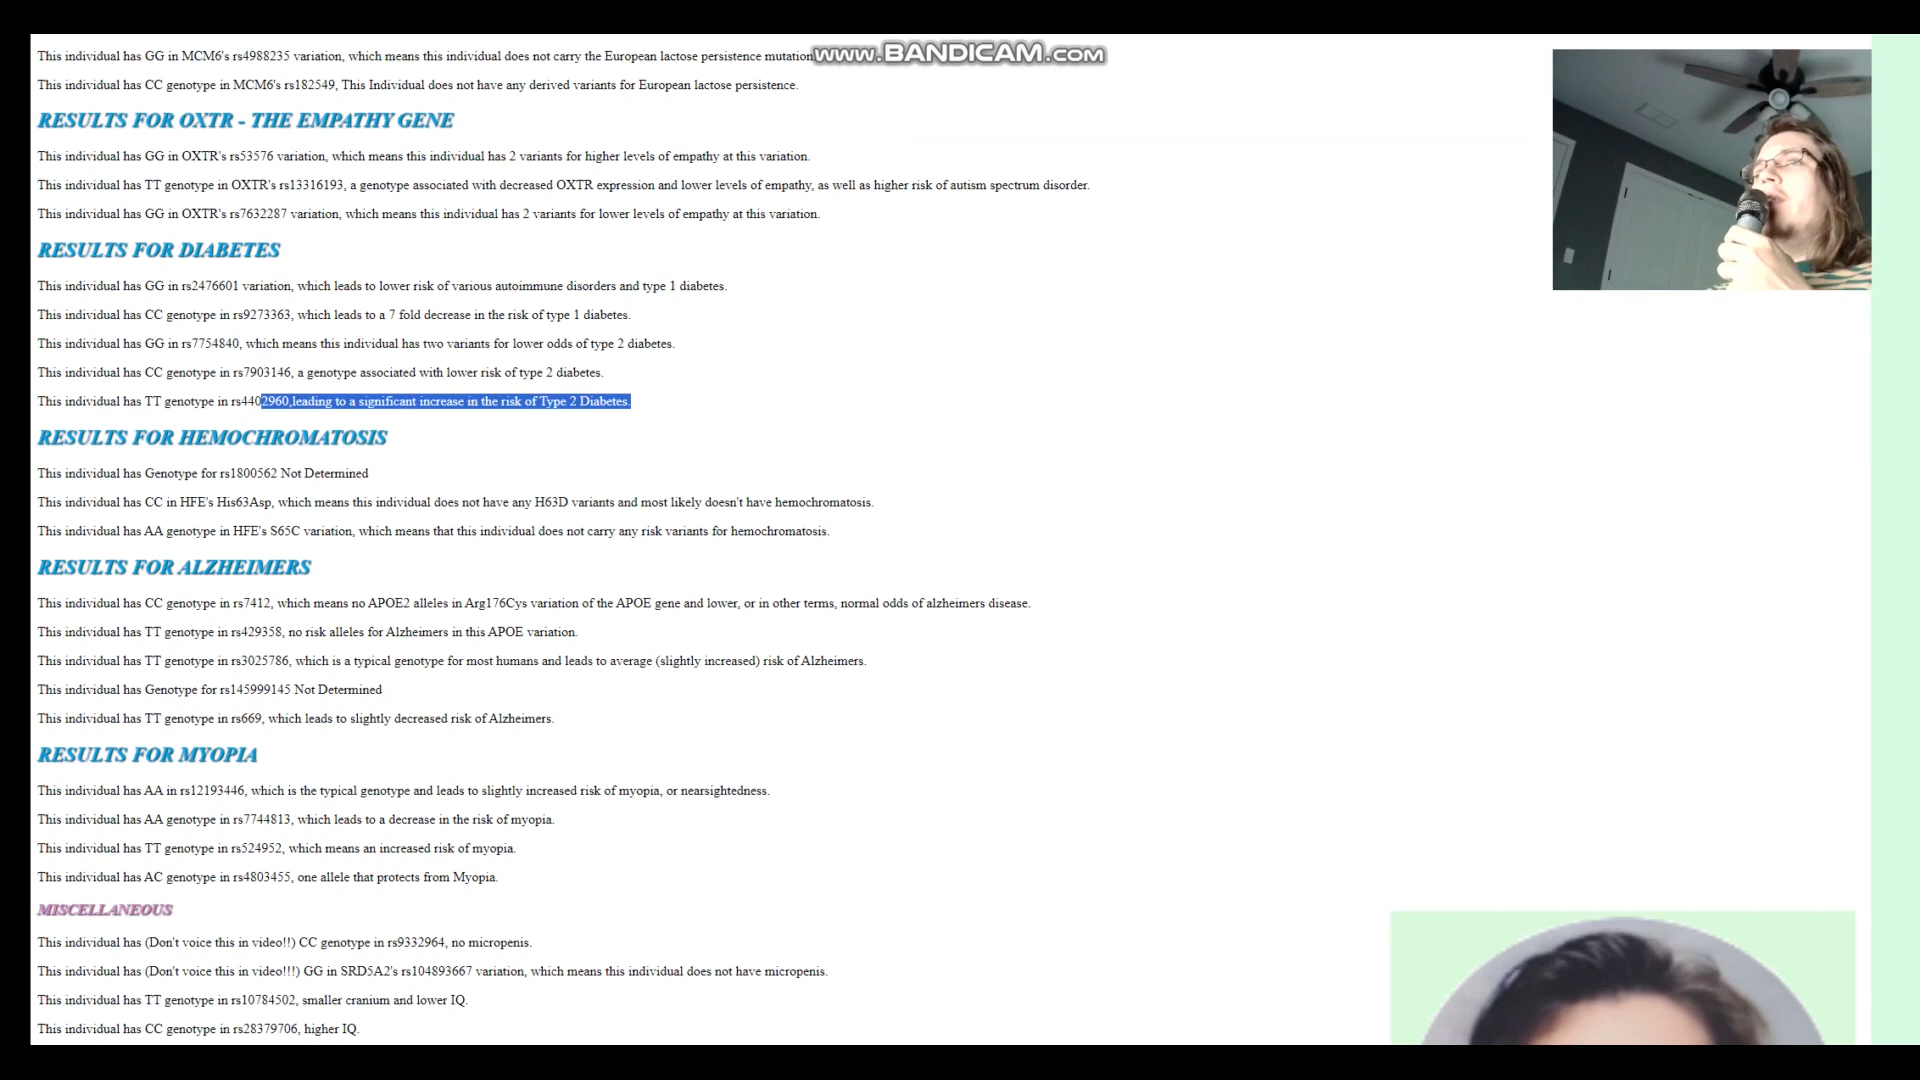 www.BANDICAM.com
This individual has GG in MCM6's rs4988235 variation, which means this individual does not carry the European lactose persistence mutation
This individual has CC genotype in MCM6's rs182549, This Individual does not have any derived variants for European lactose persistence.
RESULTS FOR OXTR - THE EMPATHY GENE
This individual has GG in OXTR's rs53576 variation, which means this individual has 2 variants for higher levels of empathy at this variation.
This individual has TT genotype in OXTR's rs13316193, a genotype associated with decreased OXTR expression and lower levels of empathy, as well as higher risk of autism spectrum disorder.
This individual has GG in OXTR's rs7632287 variation, which means this individual has 2 variants for lower levels of empathy at this variation.
RESULTS FOR DIABETES
This individual has GG in rs2476601 variation, which leads to lower risk of various autoimmune disorders and type 1 diabetes.
This individual has CC genotype in rs9273363, which leads to a 7 fold decrease in the risk of type 1 diabetes.
This individual has GG in rs7754840, which means this individual has two variants for lower odds of type 2 diabetes.
This individual has CC genotype in rs7903146, a genotype associated with lower risk of type 2 diabetes.
This individual has TT genotype in rs4402960,leading to a significant increase in the risk of Type 2 Diabetes.
RESULTS FOR HEMOCHROMATOSIS
This individual has Genotype for rs1800562 Not Determined
This individual has CC in HFE's His63Asp, which means this individual does not have any H63D variants and most likely doesn't have hemochromatosis.
This individual has AA genotype in HFE's S65C variation, which means that this individual does not carry any risk variants for hemochromatosis.
RESULTS FOR ALZHEIMERS
This individual has CC genotype in rs7412, which means no APOE2 alleles in Arg176Cys variation of the APOE gene and lower, or in other terms, normal odds of alzheimers disease.
This individual has TT genotype in rs429358, no risk alleles for Alzheimers in this APOE variation.
This individual has TT genotype in rs3025786, which is a typical genotype for most humans and leads to average (slightly increased) risk of Alzheimers.
This individual has Genotype for rs145999145 Not Determined
This individual has TT genotype in rs669, which leads to slightly decreased risk of Alzheimers.
RESULTS FOR MYOPIA
This individual has AA in rs12193446, which is the typical genotype and leads to slightly increased risk of myopia, or nearsightedness.
This individual has AA genotype in rs7744813, which leads to a decrease in the risk of myopia.
This individual has TT genotype in rs524952, which means an increased risk of myopia.
This individual has AC genotype in rs4803455, one allele that protects from Myopia.
MISCELLANEOUS
This individual has (Don't voice this in video!!) CC genotype in rs9332964, no micropenis.
This individual has (Don't voice this in video!!!) GG in SRD5A2's rs104893667 variation, which means this individual does not have micropenis.
This individual has TT genotype in rs10784502, smaller cranium and lower IQ.
This individual has CC genotype in rs28379706, higher IQ.